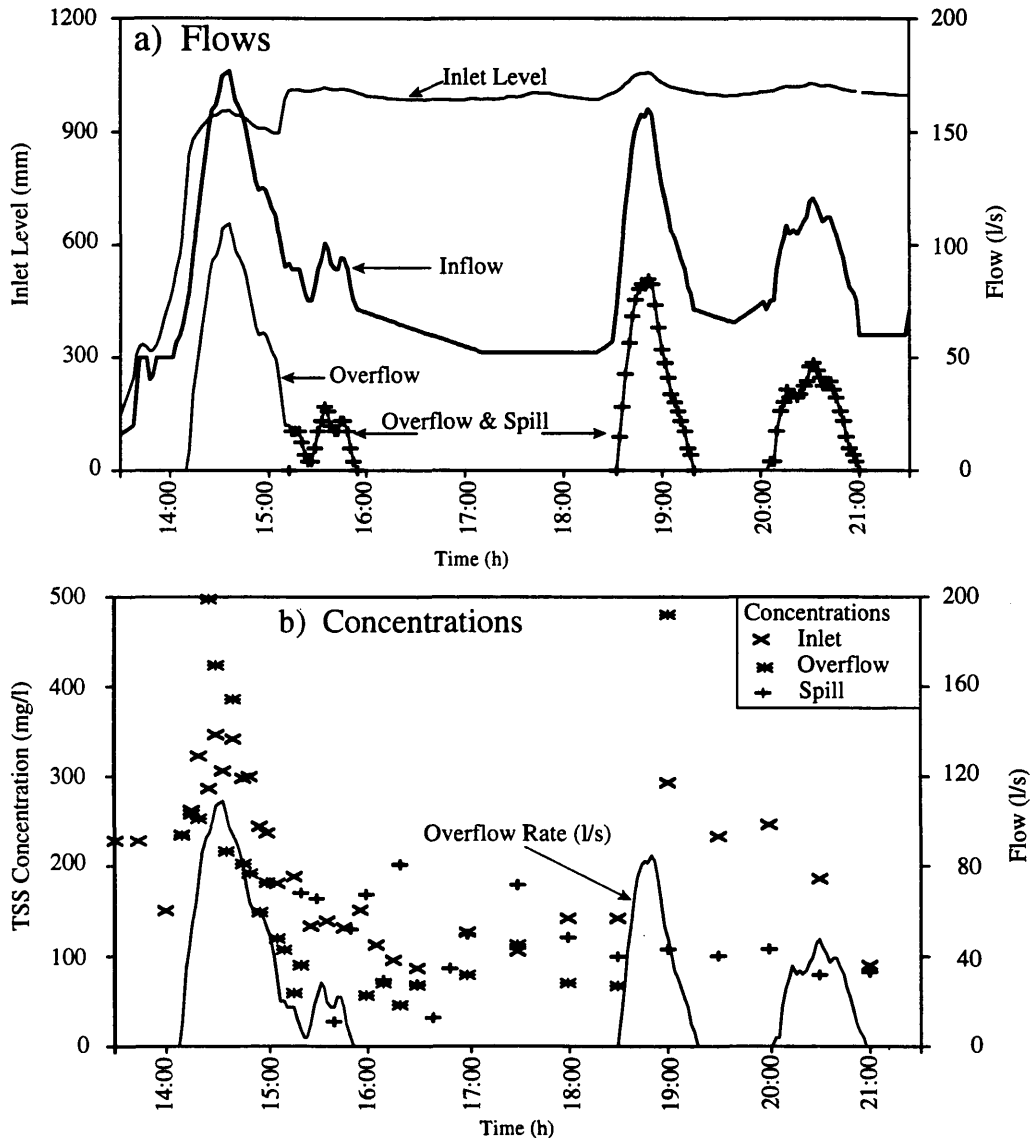 a) Flows
1200
900
600
300
0
Inlet Level (mm)
200
150
100
50
0
Flow (l/s)
Inlet Level
Inflow
Overflow
Overflow & Spill
14:00
15:00
16:00
17:00
18:00
19:00
20:00
21:00
Time (h)
b) Concentrations
500
400
300
200
100
0
TSS Concentration (mg/l)
200
160
120
80
40
0
Flow (l/s)
Concentrations
Inlet
Overflow
Spill
Overflow Rate (l/s)
14:00
15:00
16:00
17:00
18:00
19:00
20:00
21:00
Time (h)